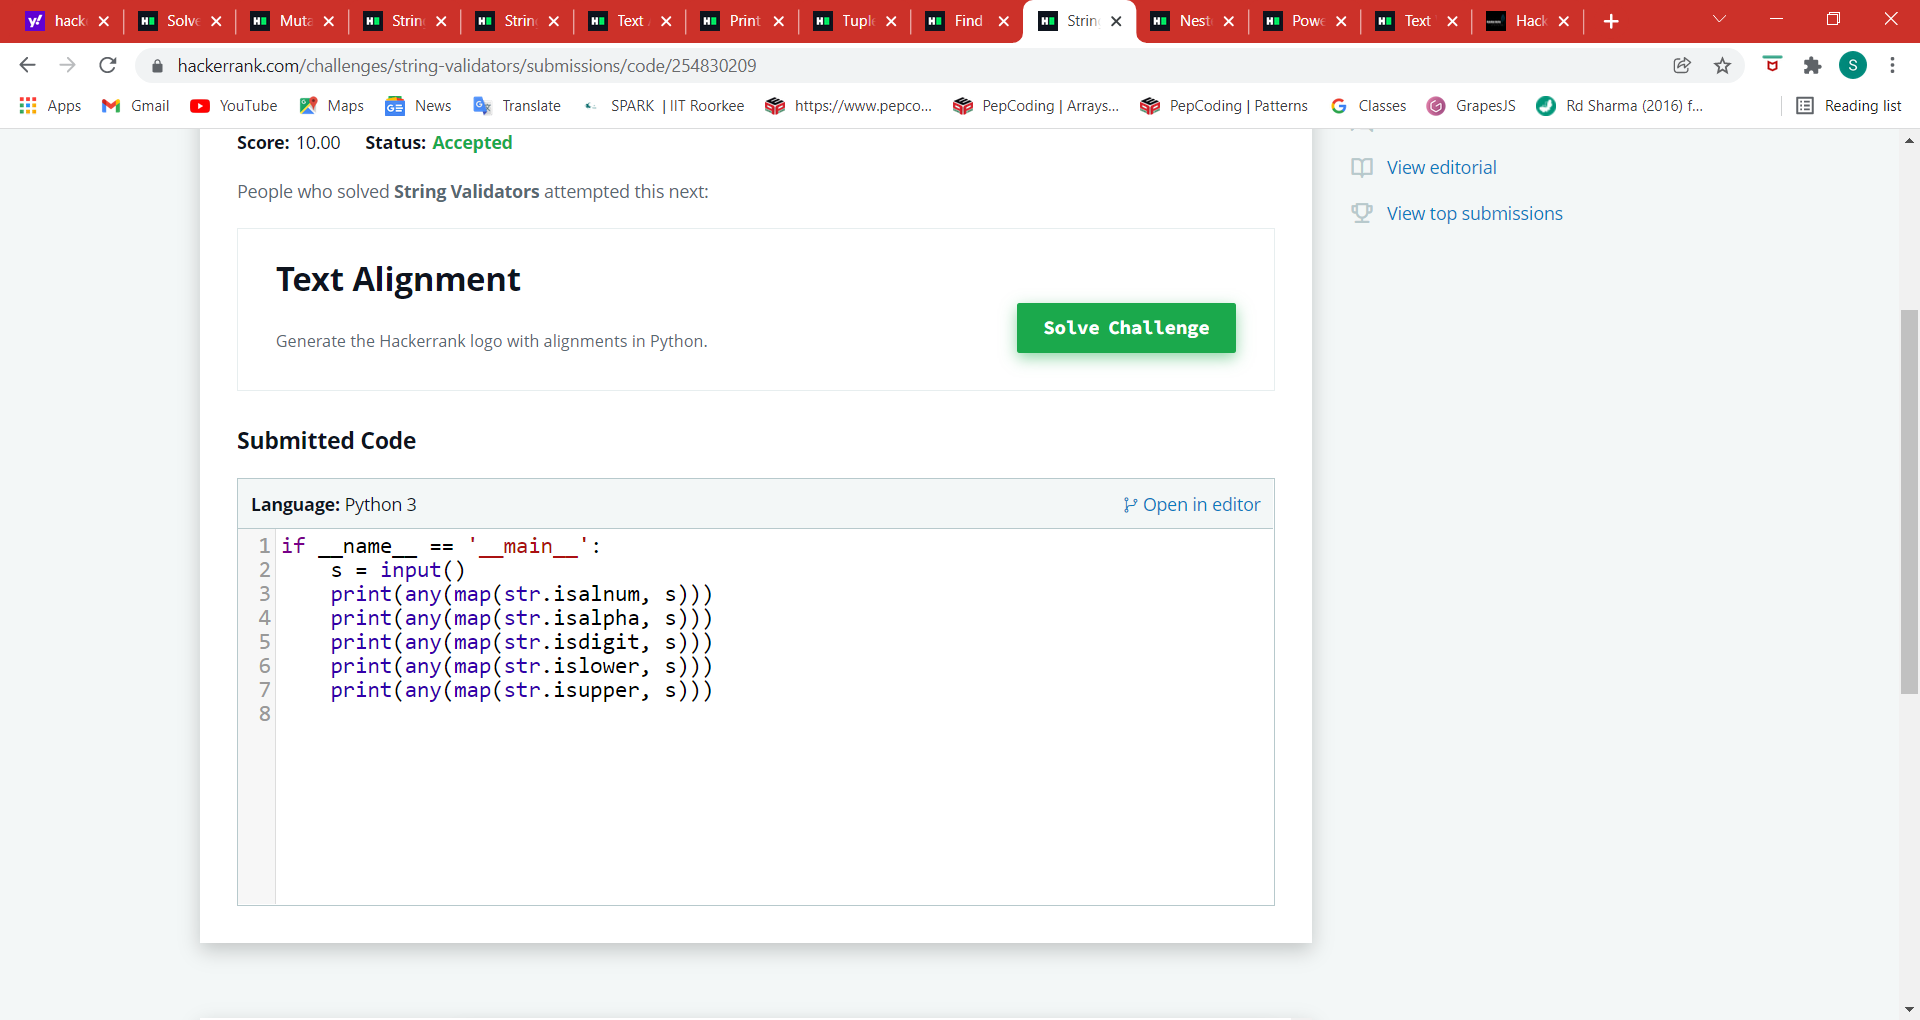 y! hack Solve Muta String String Text A Print Tuple Find String Nest Powe Text Hack
hackerrank.com/challenges/string-validators/submissions/code/254830209
S
Apps Gmail YouTube Maps News Translate SPARK | IIT Roorkee https://www.pepco... PepCoding | Arrays... PepCoding | Patterns Classes GrapesJS Rd Sharma (2016) f... Reading list
Score: 10.00 Status: Accepted
People who solved String Validators attempted this next:
Text Alignment
Generate the Hackerrank logo with alignments in Python.
Solve Challenge
View editorial
View top submissions
Submitted Code
Language: Python 3 Open in editor
1 if __name__ == '__main__':
2 s = input()
3 print(any(map(str.isalnum, s)))
4 print(any(map(str.isalpha, s)))
5 print(any(map(str.isdigit, s)))
6 print(any(map(str.islower, s)))
7 print(any(map(str.isupper, s)))
8